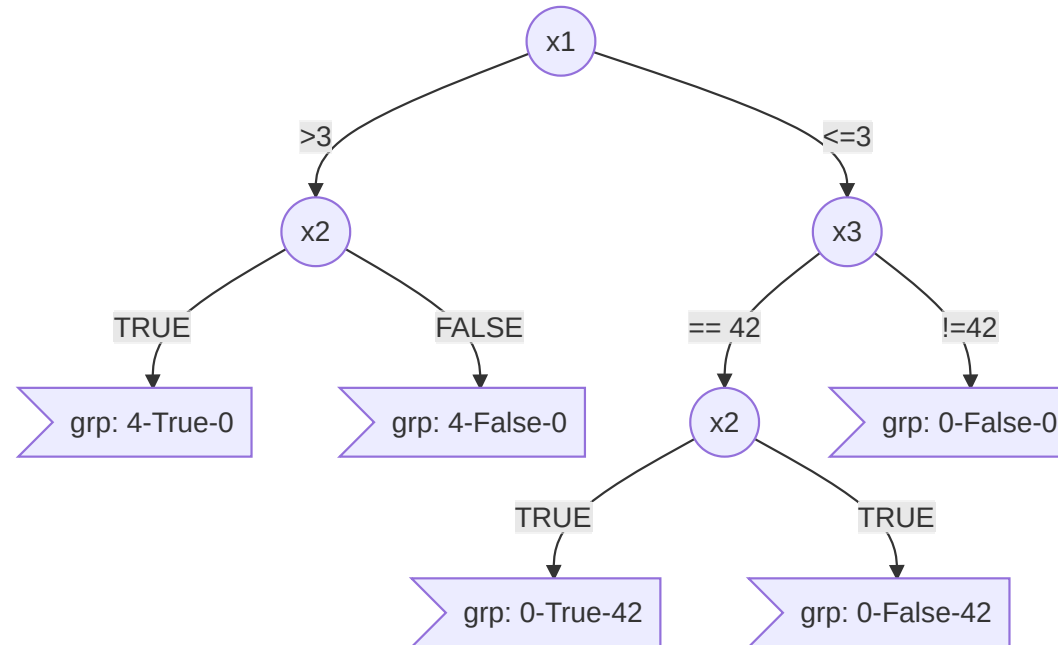 x1
>3
<=3
x2
x3
TRUE
FALSE
== 42
!=42
grp: 4-True-0
grp: 4-False-0
x2
grp: 0-False-0
TRUE
TRUE
grp: 0-True-42
grp: 0-False-42